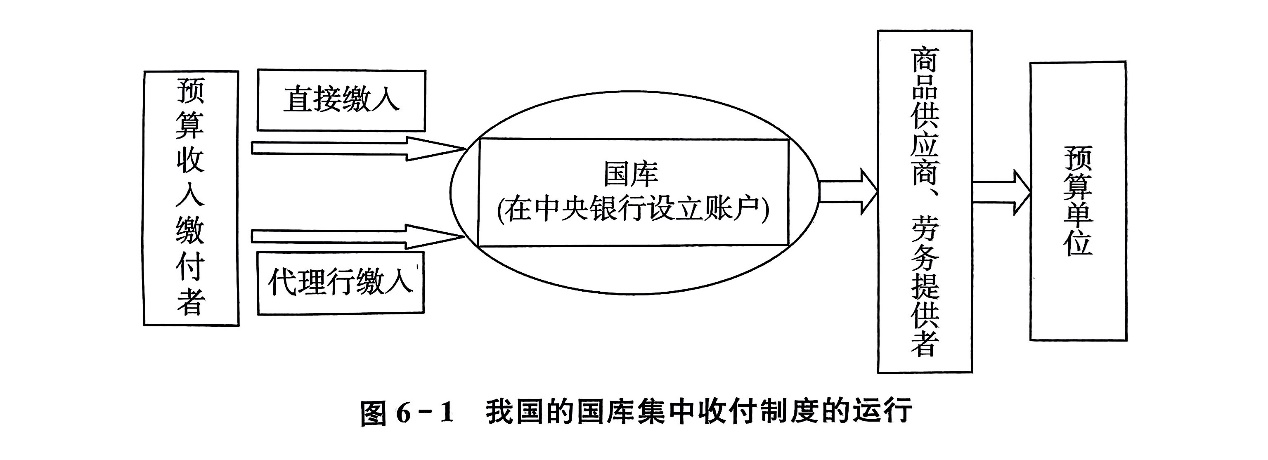 预算收入缴付者
直接缴入
代理行缴入
国库
(在中央银行设立账户)
商品供应商、劳务提供者
预算单位
图 6-1 我国的国库集中收付制度的运行